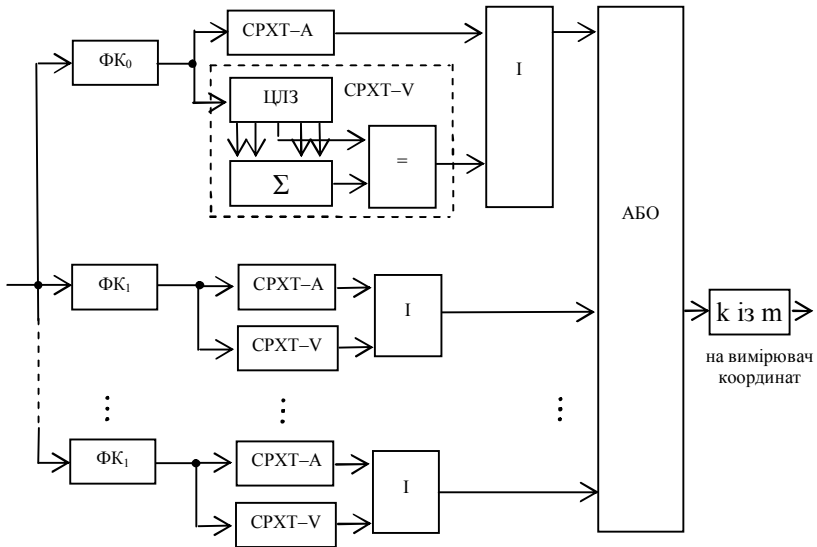 СРХТ–А
ФК₀
І
ЦЛЗ
СРХТ–V
=
Σ
АБО
ФК₁
СРХТ–А
І
СРХТ–V
k із m
на вимірювач
координат
ФК₁
СРХТ–А
І
СРХТ–V